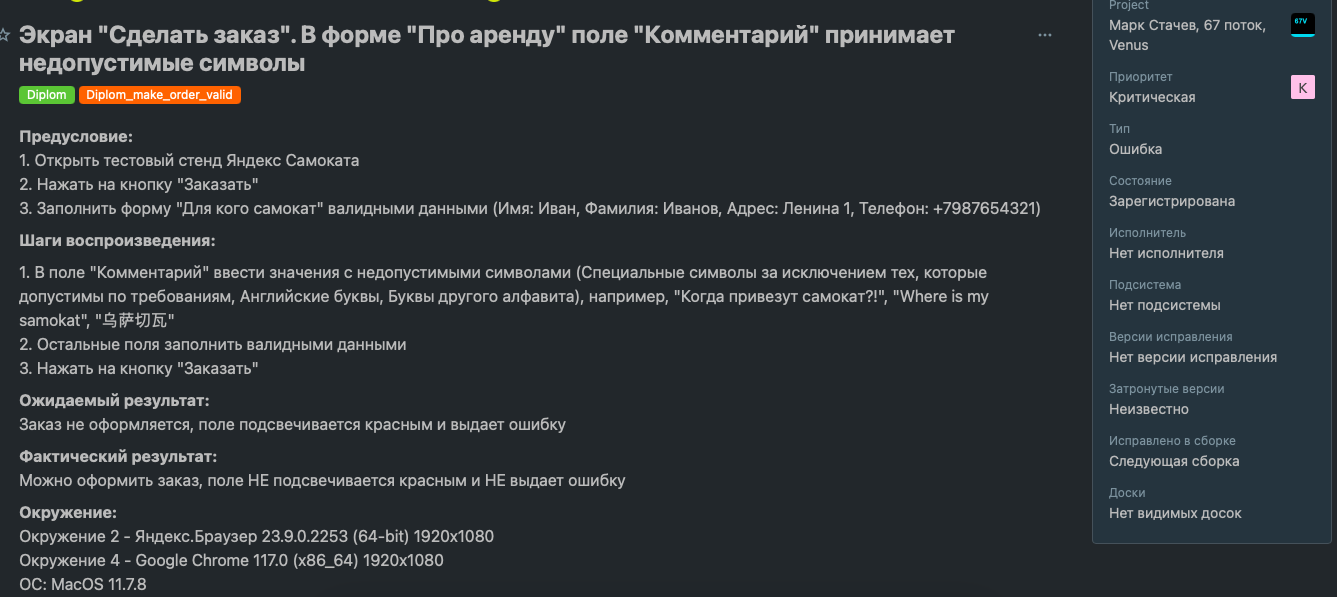 Экран "Сделать заказ". В форме "Про аренду" поле "Комментарий" принимает
недопустимые символы
Diplom Diplom_make_order_valid
Предусловие:
1. Открыть тестовый стенд Яндекс Самоката
2. Нажать на кнопку "Заказать"
3. Заполнить форму "Для кого самокат" валидными данными (Имя: Иван, Фамилия: Иванов, Адрес: Ленина 1, Телефон: +7987654321)
Шаги воспроизведения:
1. В поле "Комментарий" ввести значения с недопустимыми символами (Специальные символы за исключением тех, которые
допустимы по требованиям, Английские буквы, Буквы другого алфавита), например, "Когда привезут самокат?!", "Where is my
samokat", "乌萨切瓦"
2. Остальные поля заполнить валидными данными
3. Нажать на кнопку "Заказать"
Ожидаемый результат:
Заказ не оформляется, поле подсвечивается красным и выдает ошибку
Фактический результат:
Можно оформить заказ, поле НЕ подсвечивается красным и НЕ выдает ошибку
Окружение:
Окружение 2 - Яндекс.Браузер 23.9.0.2253 (64-bit) 1920x1080
Окружение 4 - Google Chrome 117.0 (x86_64) 1920x1080
ОС: MacOS 11.7.8
Project
Марк Стачев, 67 поток,
Venus
67V
Приоритет
Критическая
К
Тип
Ошибка
Состояние
Зарегистрирована
Исполнитель
Нет исполнителя
Подсистема
Нет подсистемы
Версии исправления
Нет версии исправления
Затронутые версии
Неизвестно
Исправлено в сборке
Следующая сборка
Доски
Нет видимых досок